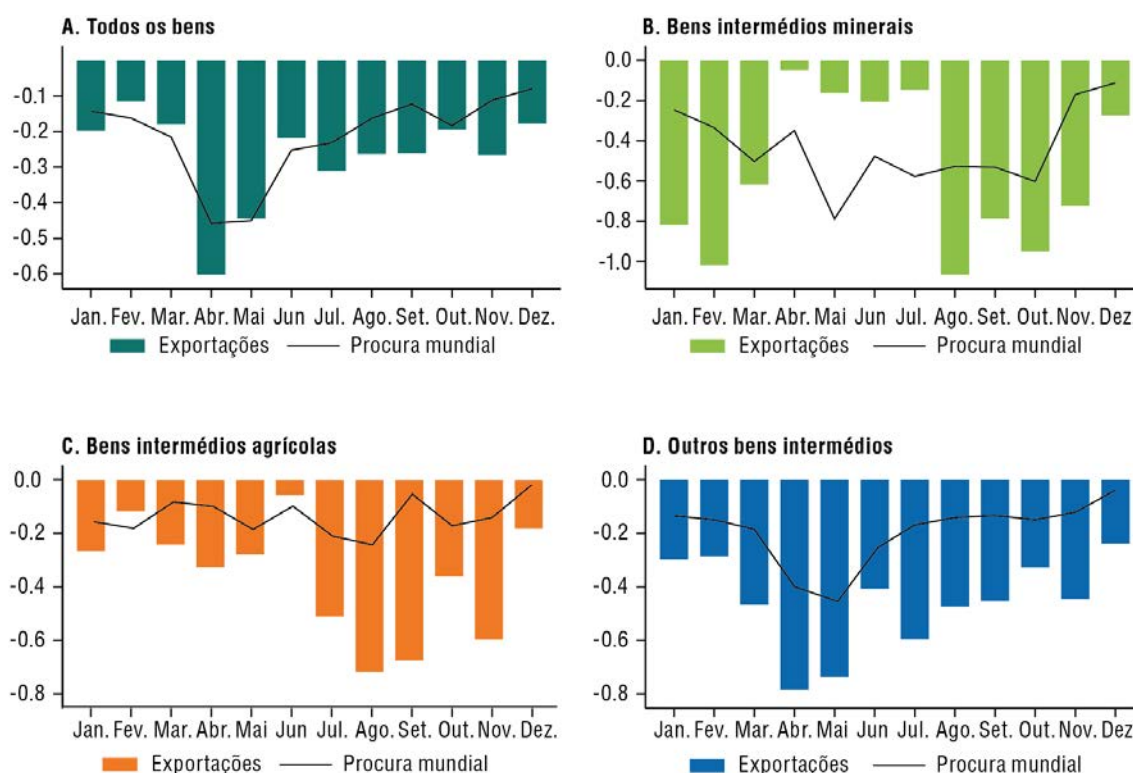 A. Todos os bens
-0.1
-0.2
-0.3
-0.4
-0.5
-0.6
Jan. Fev. Mar. Abr. Mai Jun Jul. Ago. Set. Out. Nov. Dez.
Exportações Procura mundial
B. Bens intermédios minerais
0.0
-0.2
-0.4
-0.6
-0.8
-1.0
Jan. Fev. Mar. Abr. Mai Jun Jul. Ago. Set. Out. Nov. Dez
Exportações Procura mundial
C. Bens intermédios agrícolas
0.0
-0.2
-0.4
-0.6
-0.8
Jan. Fev. Mar. Abr. Mai Jun Jul. Ago. Set. Out. Nov. Dez.
Exportações Procura mundial
D. Outros bens intermédios
0.0
-0.2
-0.4
-0.6
-0.8
Jan. Fev. Mar. Abr. Mai Jun Jul. Ago. Set. Out. Nov. Dez.
Exportações Procura mundial